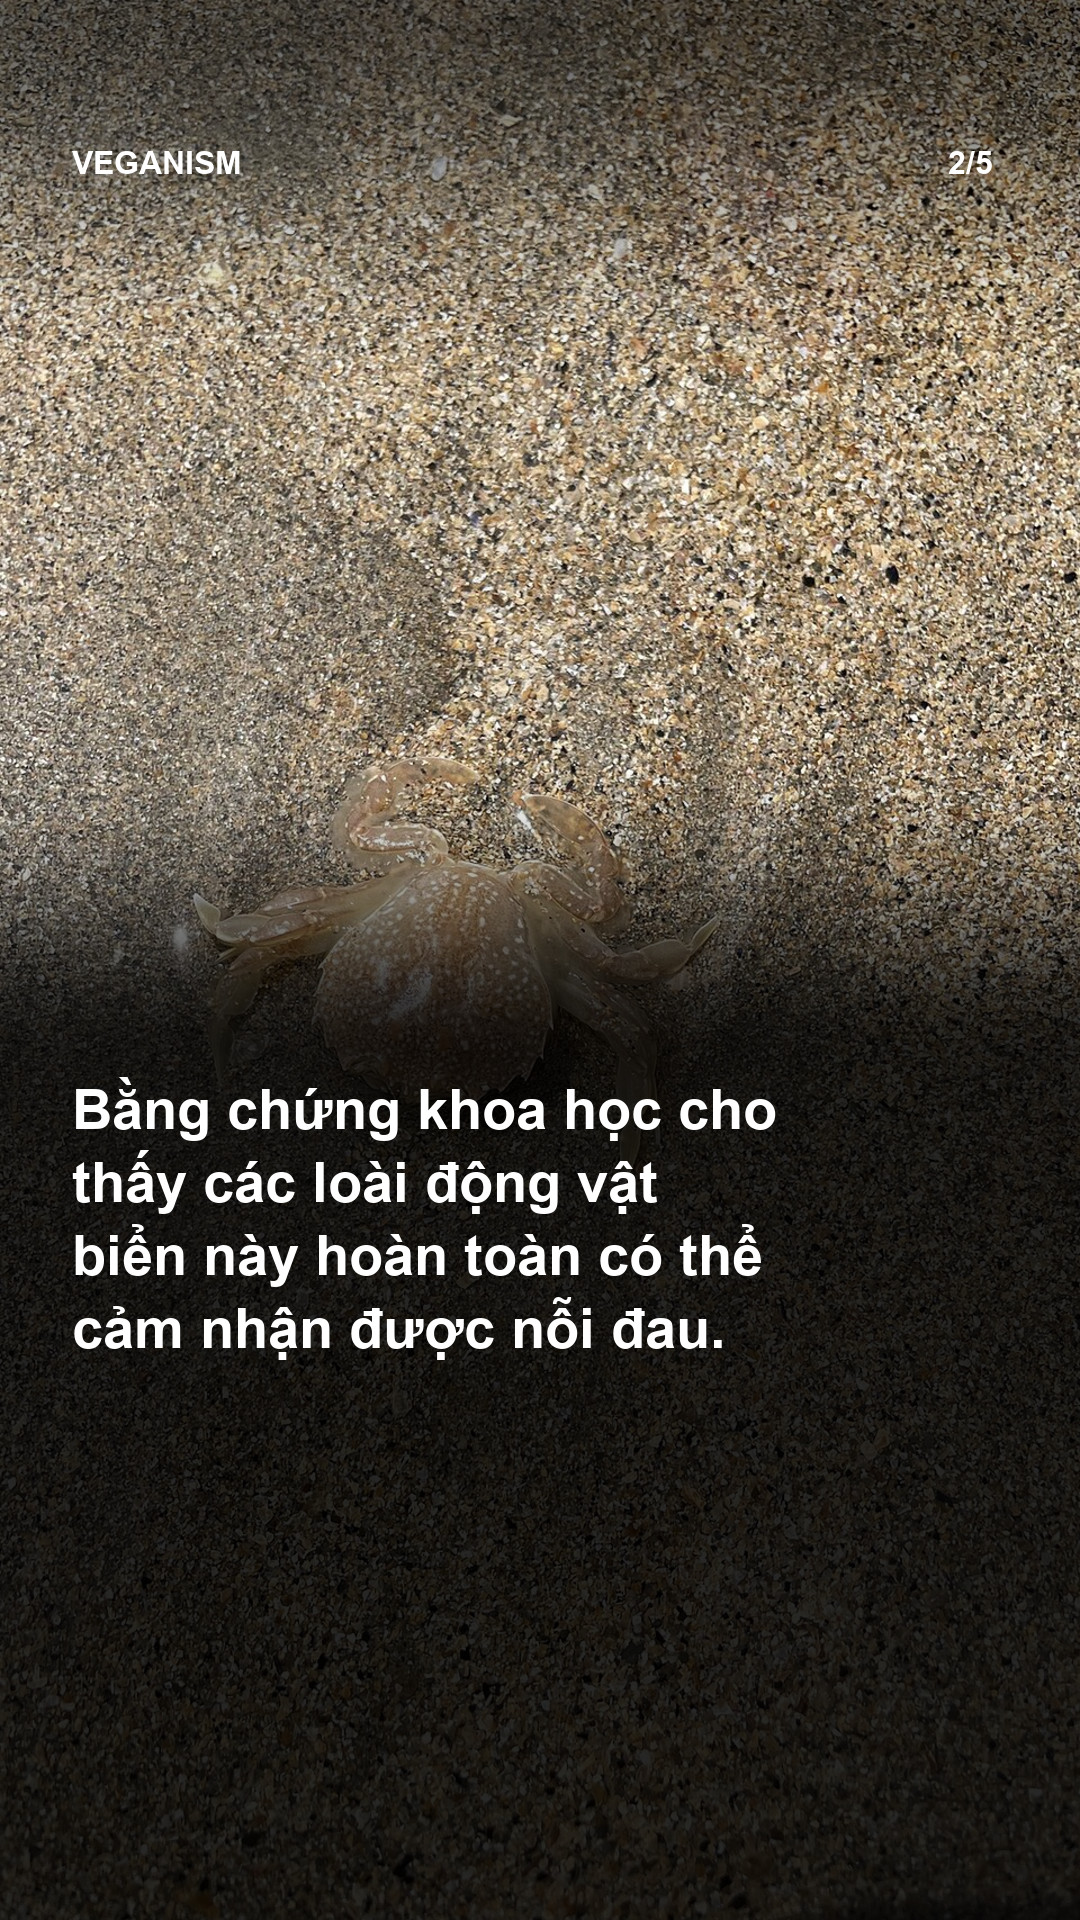 VEGANISM
2/5
Bằng chứng khoa học cho
thấy các loài động vật
biển này hoàn toàn có thể
cảm nhận được nỗi đau.